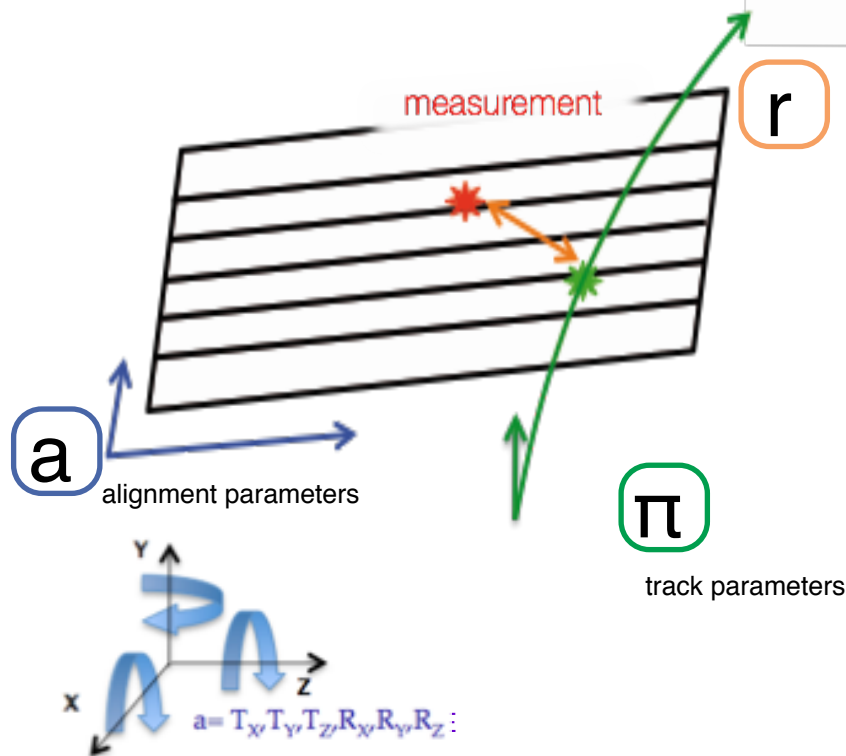 measurement
r
a
alignment parameters
π
track parameters
Y
X
Z
a= T_X,T_Y,T_Z,R_X,R_Y,R_Z :